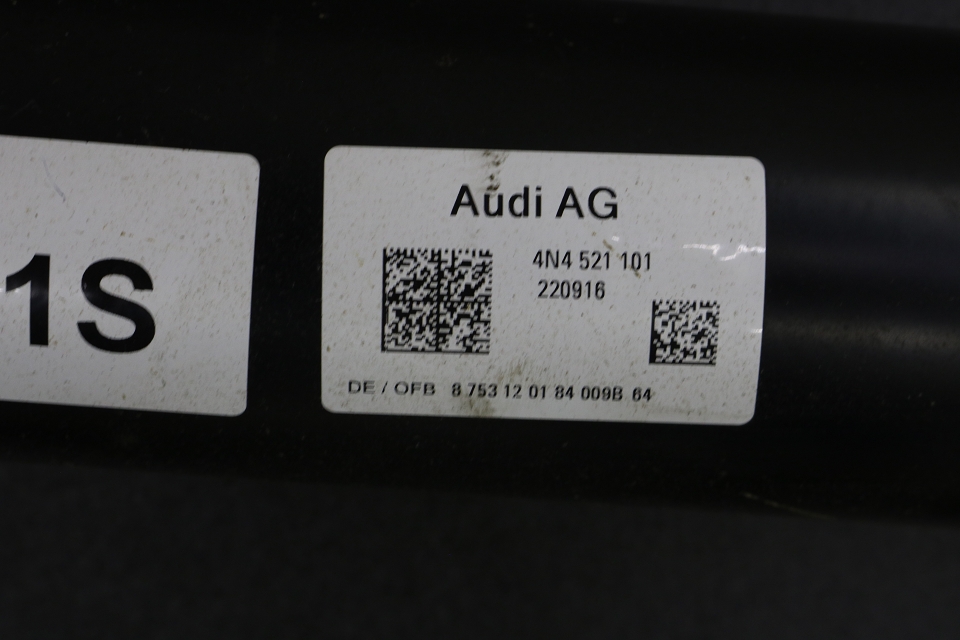 1S
Audi AG
4N4 521 101
220916
DE / OFB 8 753 12 01 84 009B 64